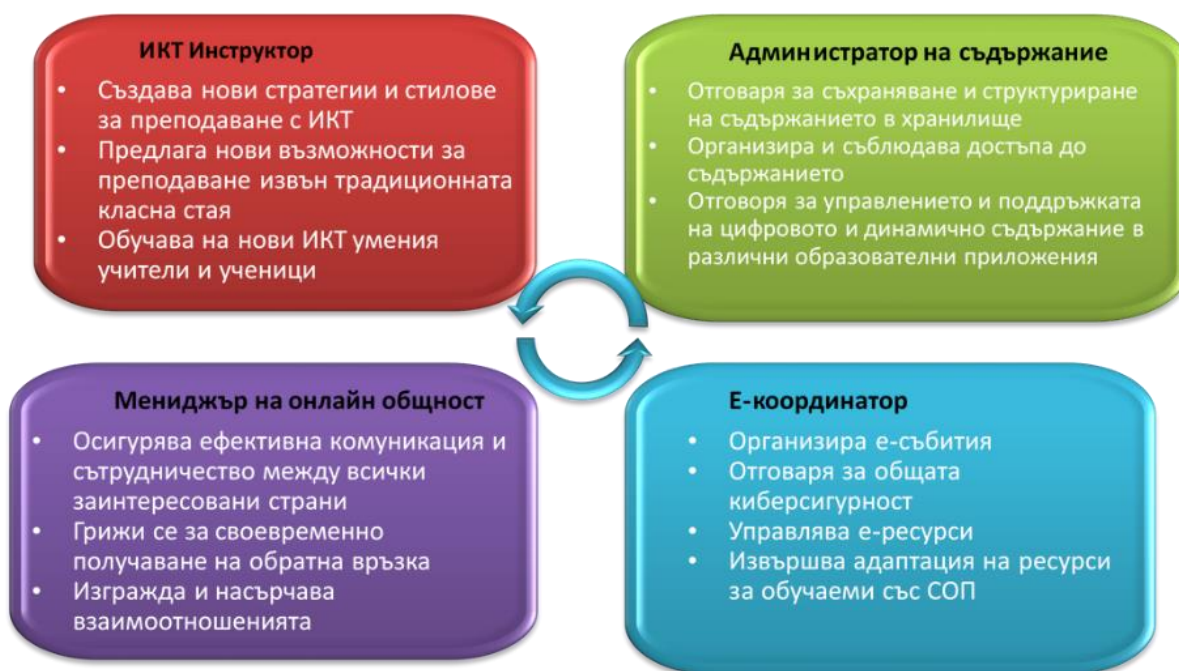 ИКТ Инструктор
• Създава нови стратегии и стилове
за преподаване с ИКТ
• Предлага нови възможности за
преподаване извън традиционната
класна стая
• Обучава на нови ИКТ умения
учители и ученици
Администратор на съдържание
• Отговаря за съхраняване и структуриране
на съдържанието в хранилище
• Организира и съблюдава достъпа до
съдържанието
• Отговоря за управлението и поддръжката
на цифровото и динамично съдържание в
различни образователни приложения
Мениджър на онлайн общност
• Осигурява ефективна комуникация и
сътрудничество между всички
заинтересовани страни
• Грижи се за своевременно
получаване на обратна връзка
• Изгражда и насърчава
взаимоотношенията
Е-координатор
• Организира е-събития
• Отговаря за общата
киберсигурност
• Управлява е-ресурси
• Извършва адаптация на ресурси
за обучаеми със СОП